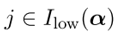 j ∈ I_low(α)